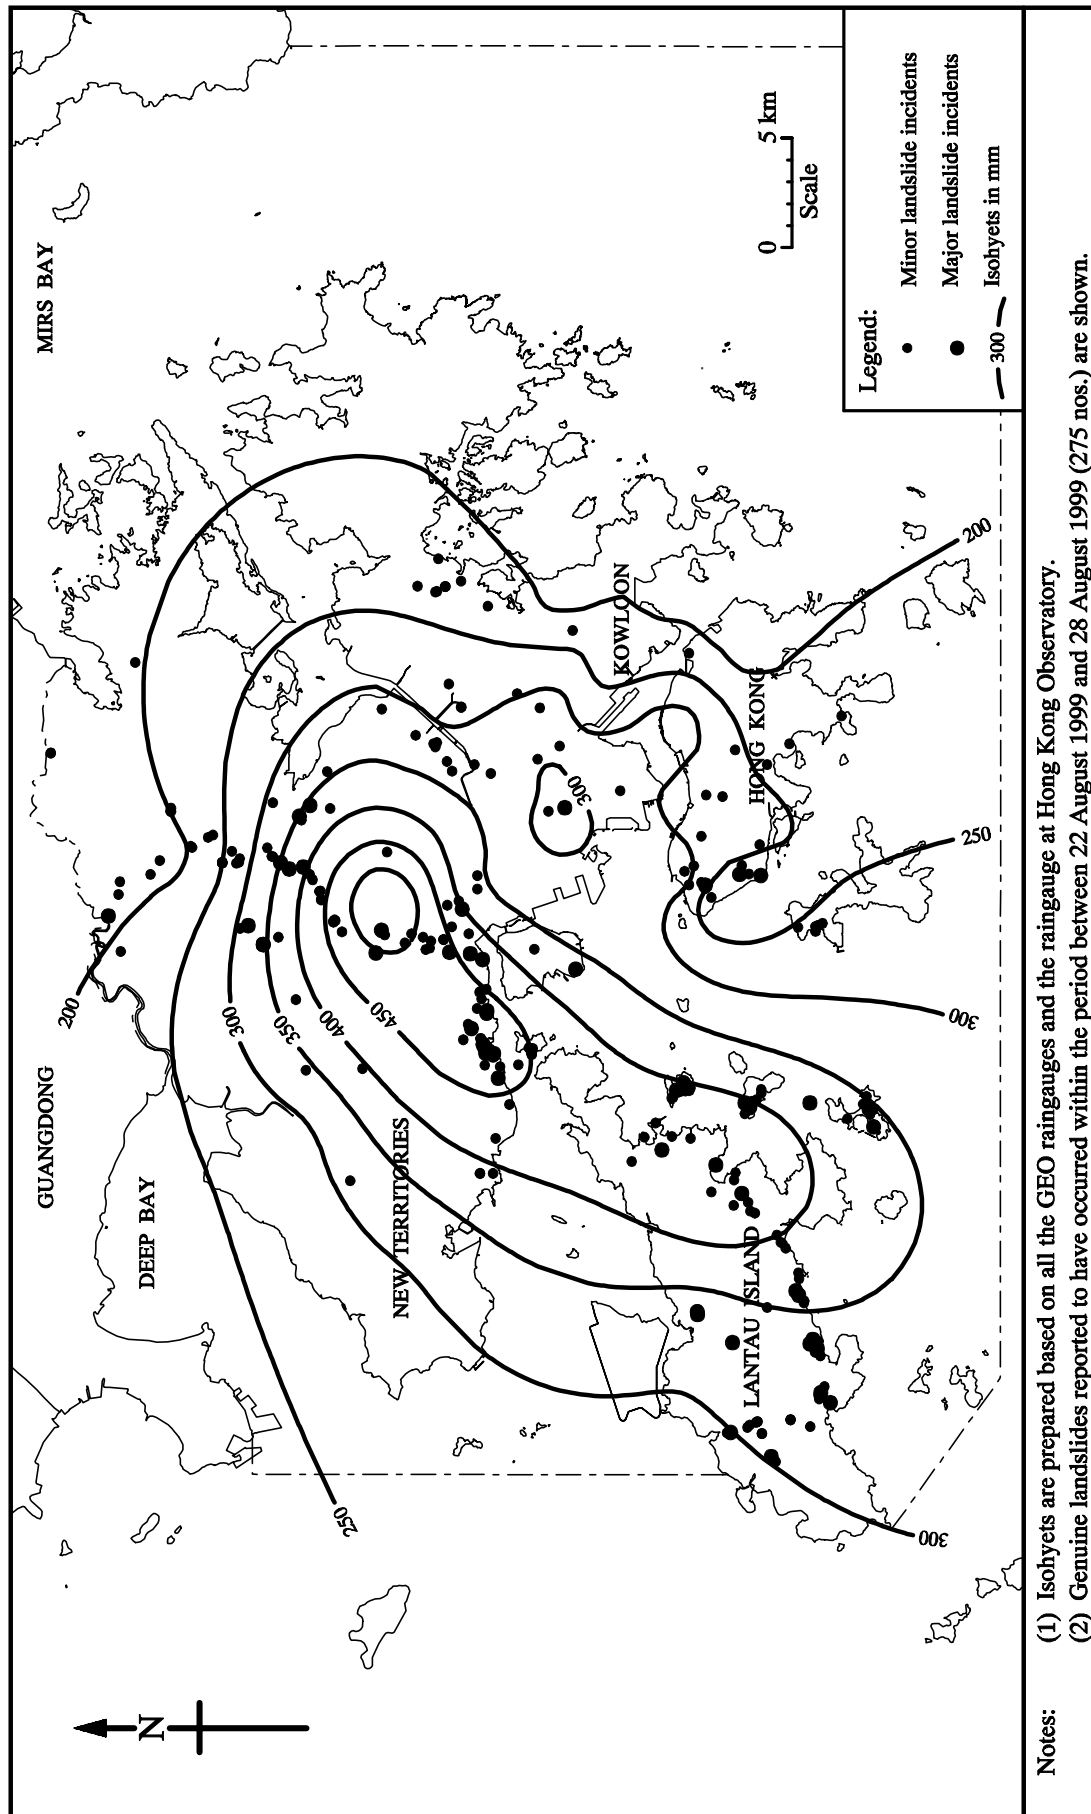 N
GUANGDONG
MIRS BAY
DEEP BAY
NEW TERRITORIES
KOWLOON
HONG KONG
LANTAU ISLAND
200
250
300
350
400
450
300
200
250
300
300
0 5 km
Scale
Legend:
Minor landslide incidents
Major landslide incidents
300 Isohyets in mm
Notes: (1) Isohyets are prepared based on all the GEO raingauges and the raingauge at Hong Kong Observatory.
(2) Genuine landslides reported to have occurred within the period between 22 August 1999 and 28 August 1999 (275 nos.) are shown.